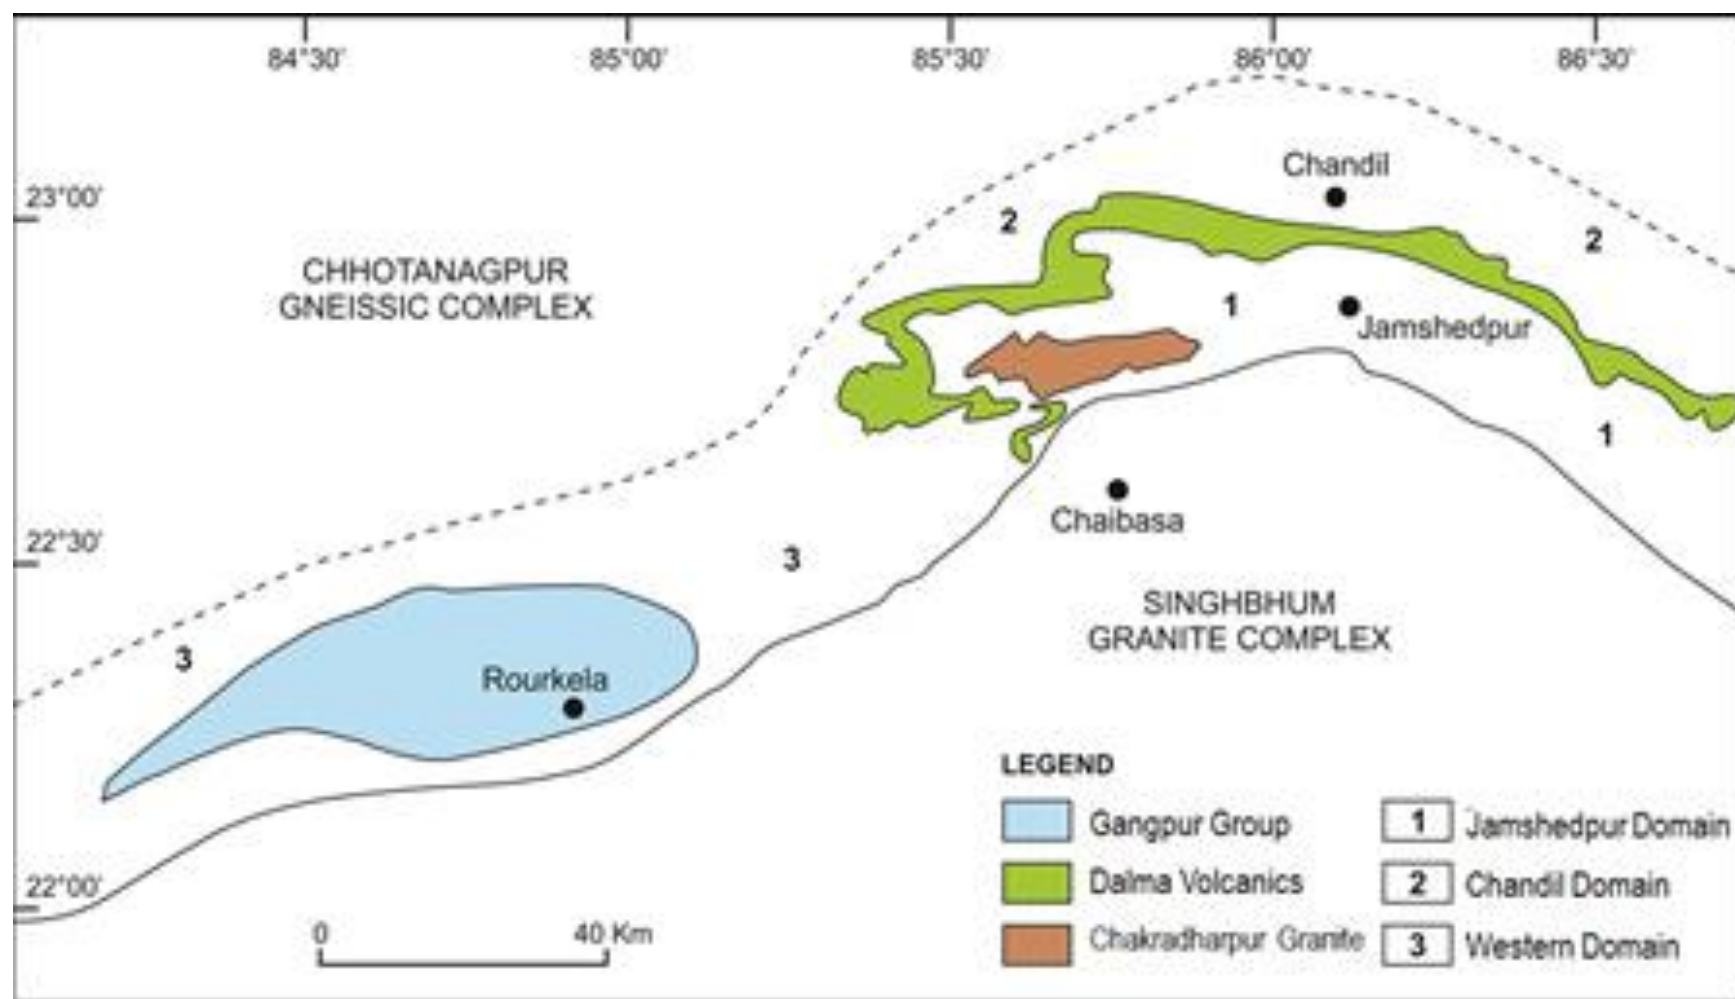 84°30' 85°00' 85°30' 86°00' 86°30'
Chandil
23°00'
2
2
CHHOTANAGPUR
GNEISSIC COMPLEX
1
Jamshedpur
1
Chaibasa
22°30'
3
SINGHBHUM
GRANITE COMPLEX
3
Rourkela
LEGEND
Gangpur Group
1 Jamshedpur Domain
22°00'
Dalma Volcanics
2 Chandil Domain
0 40 Km
Chakradharpur Granite
3 Western Domain